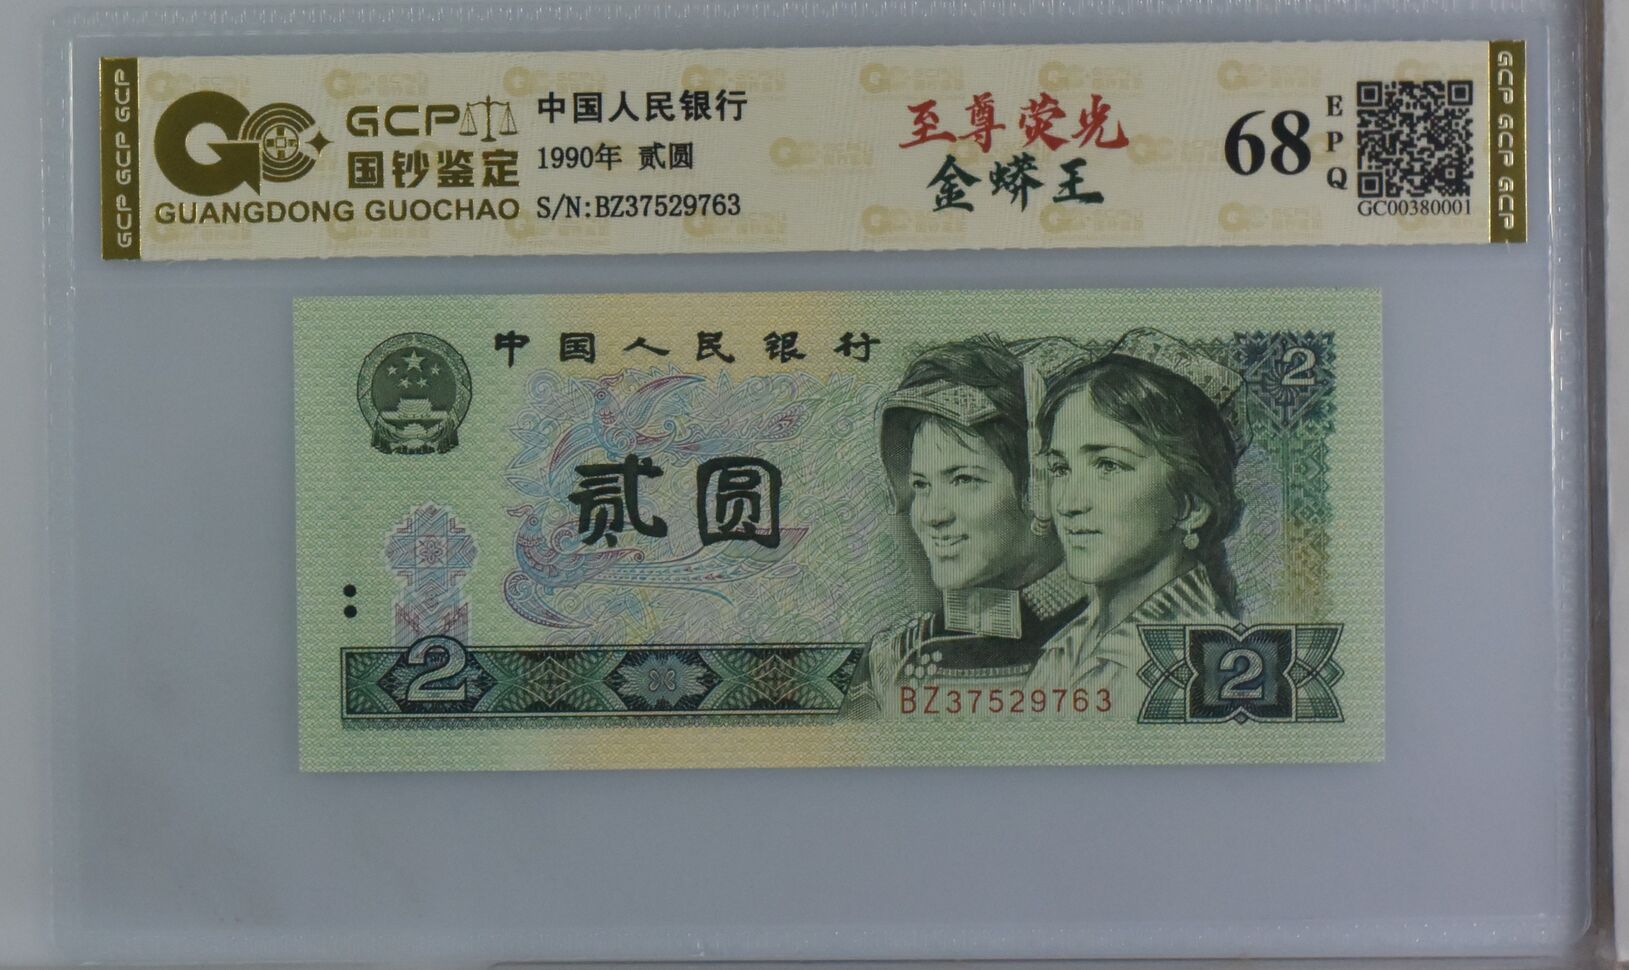 GCP GCP GCP
GCP
国钞鉴定
GUANGDONG GUOCHAO
中国人民银行
1990年 贰圆
S/N:BZ37529763
至尊荧光
金蟒王
68
EPQ
GC00380001
GCP GCP GCP
中国人民银行
2
贰圆
2
BZ37529763
2